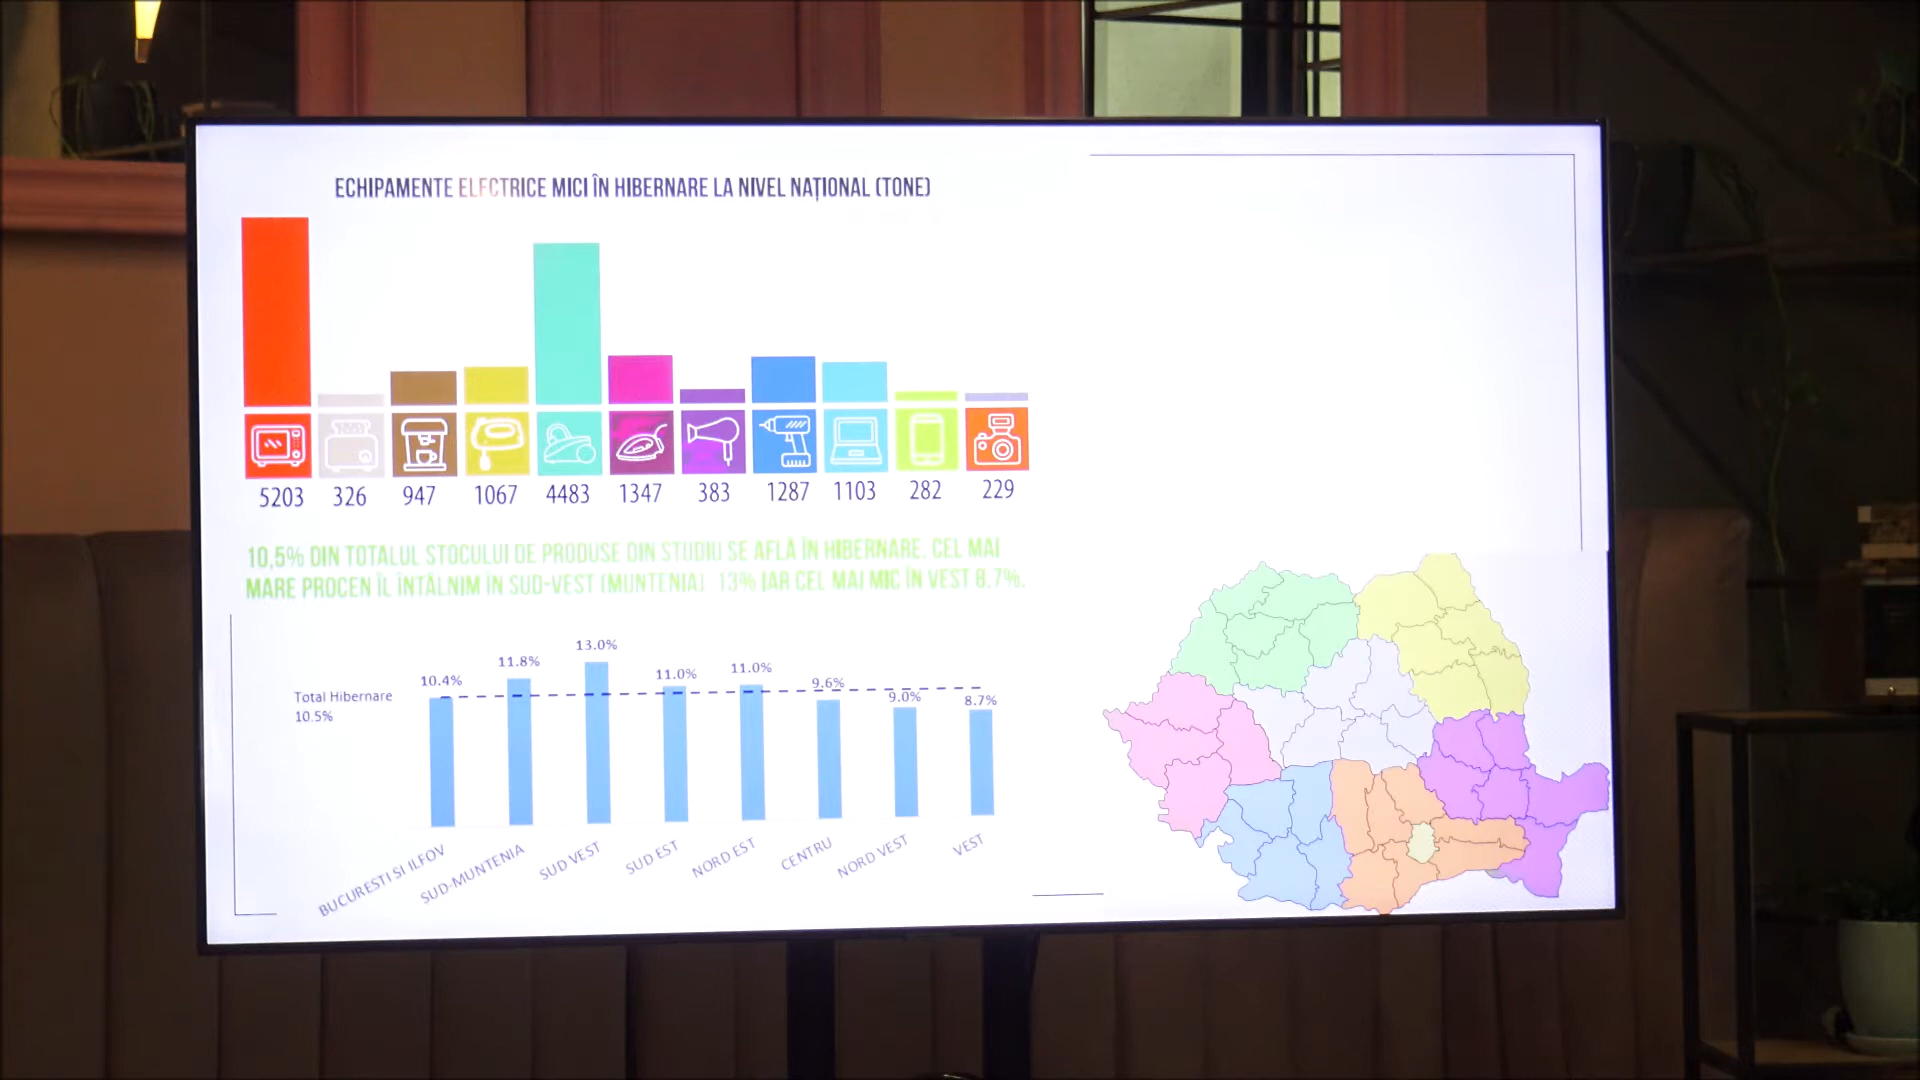 ECHIPAMENTE ELECTRICE MICI ÎN HIBERNARE LA NIVEL NAȚIONAL (TONE)
5203 326 947 1067 4483 1347 383 1287 1103 282 229
10,5% DIN TOTALUL STOCULUI DE PRODUSE DIN STUDIU SE AFLĂ ÎN HIBERNARE. CEL MAI
MARE PROCEN ÎL ÎNTÂLNIM IN SUD-VEST (MUNTENIA) 13% IAR CEL MAI MIC ÎN VEST 8.7%.
Total Hibernare
10.5%
10.4% 11.8% 13.0% 11.0% 11.0% 9.6% 9.0% 8.7%
BUCURESTI SI ILFOV SUD-MUNTENIA SUD VEST SUD EST NORD EST CENTRU NORD VEST VEST